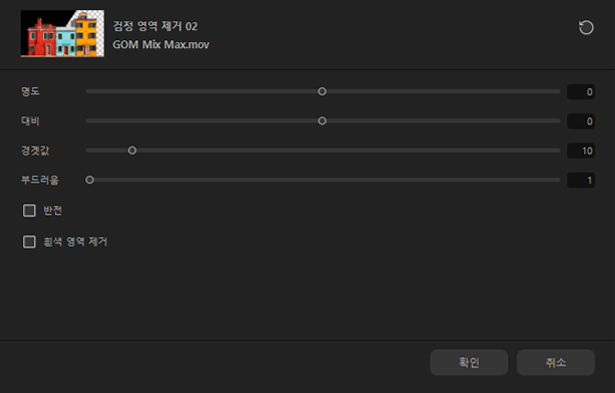 검정 영역 제거 02
GOM Mix Max.mov
명도 0
대비 0
경곗값 10
부드러움 1
반전
흰색 영역 제거
확인 취소